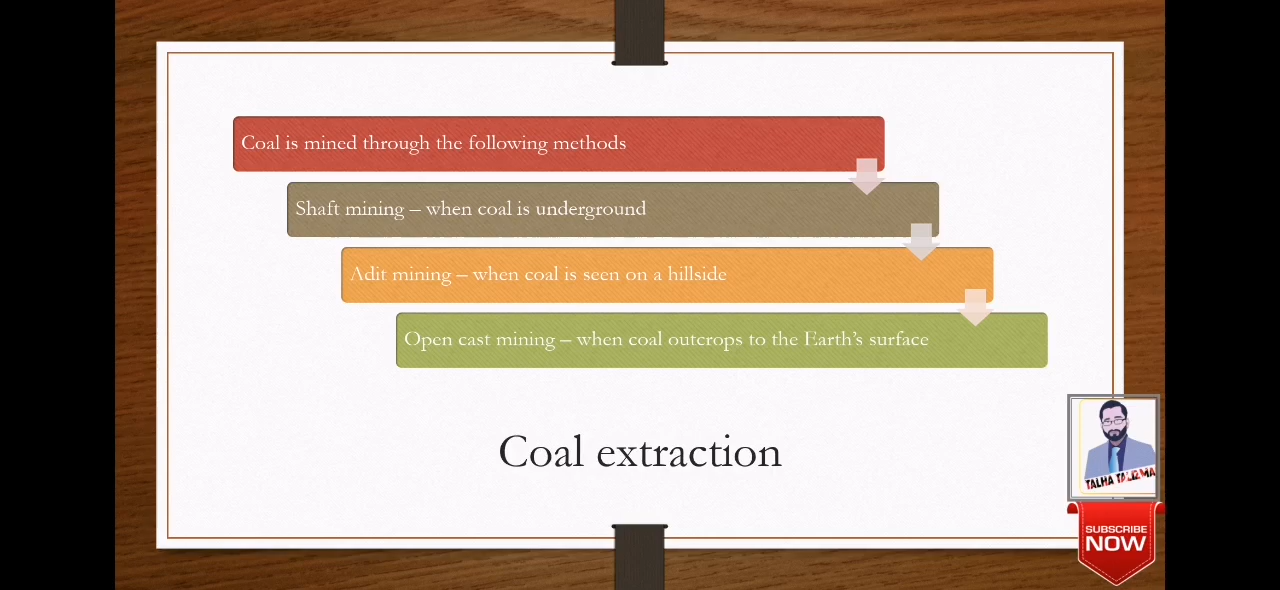 Coal is mined through the following methods
Shaft mining – when coal is underground
Adit mining – when coal is seen on a hillside
Open cast mining – when coal outcrops to the Earth’s surface
Coal extraction
TALHA
SUBSCRIBE
NOW